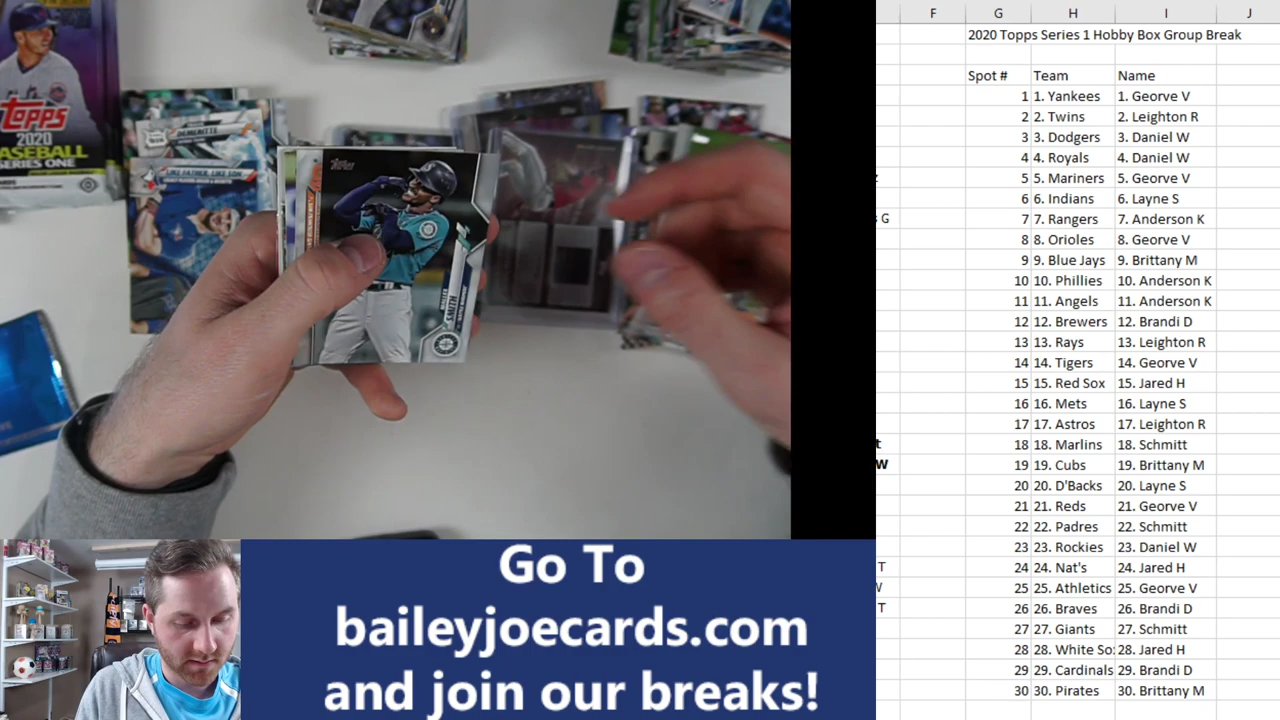 F G H I J
2020 Topps Series 1 Hobby Box Group Break
Spot # Team Name
1 1. Yankees 1. Georve V
2 2. Twins 2. Leighton R
3 3. Dodgers 3. Daniel W
4 4. Royals 4. Daniel W
5 5. Mariners 5. Georve V
6 6. Indians 6. Layne S
7 7. Rangers 7. Anderson K
8 8. Orioles 8. Georve V
9 9. Blue Jays 9. Brittany M
10 10. Phillies 10. Anderson K
11 11. Angels 11. Anderson K
12 12. Brewers 12. Brandi D
13 13. Rays 13. Leighton R
14 14. Tigers 14. Georve V
15 15. Red Sox 15. Jared H
16 16. Mets 16. Layne S
17 17. Astros 17. Leighton R
18 18. Marlins 18. Schmitt
19 19. Cubs 19. Brittany M
20 20. D'Backs 20. Layne S
21 21. Reds 21. Georve V
22 22. Padres 22. Schmitt
23 23. Rockies 23. Daniel W
24 24. Nat's 24. Jared H
25 25. Athletics 25. Georve V
26 26. Braves 26. Brandi D
27 27. Giants 27. Schmitt
28 28. White So 28. Jared H
29 29. Cardinals 29. Brandi D
30 30. Pirates 30. Brittany M
G
t
W
T
T
Topps
2020
BASEBALL
SERIES ONE
LIKE FATHER, LIKE SON
Topps
SMITH
Go To
baileyjoecards.com
and join our breaks!